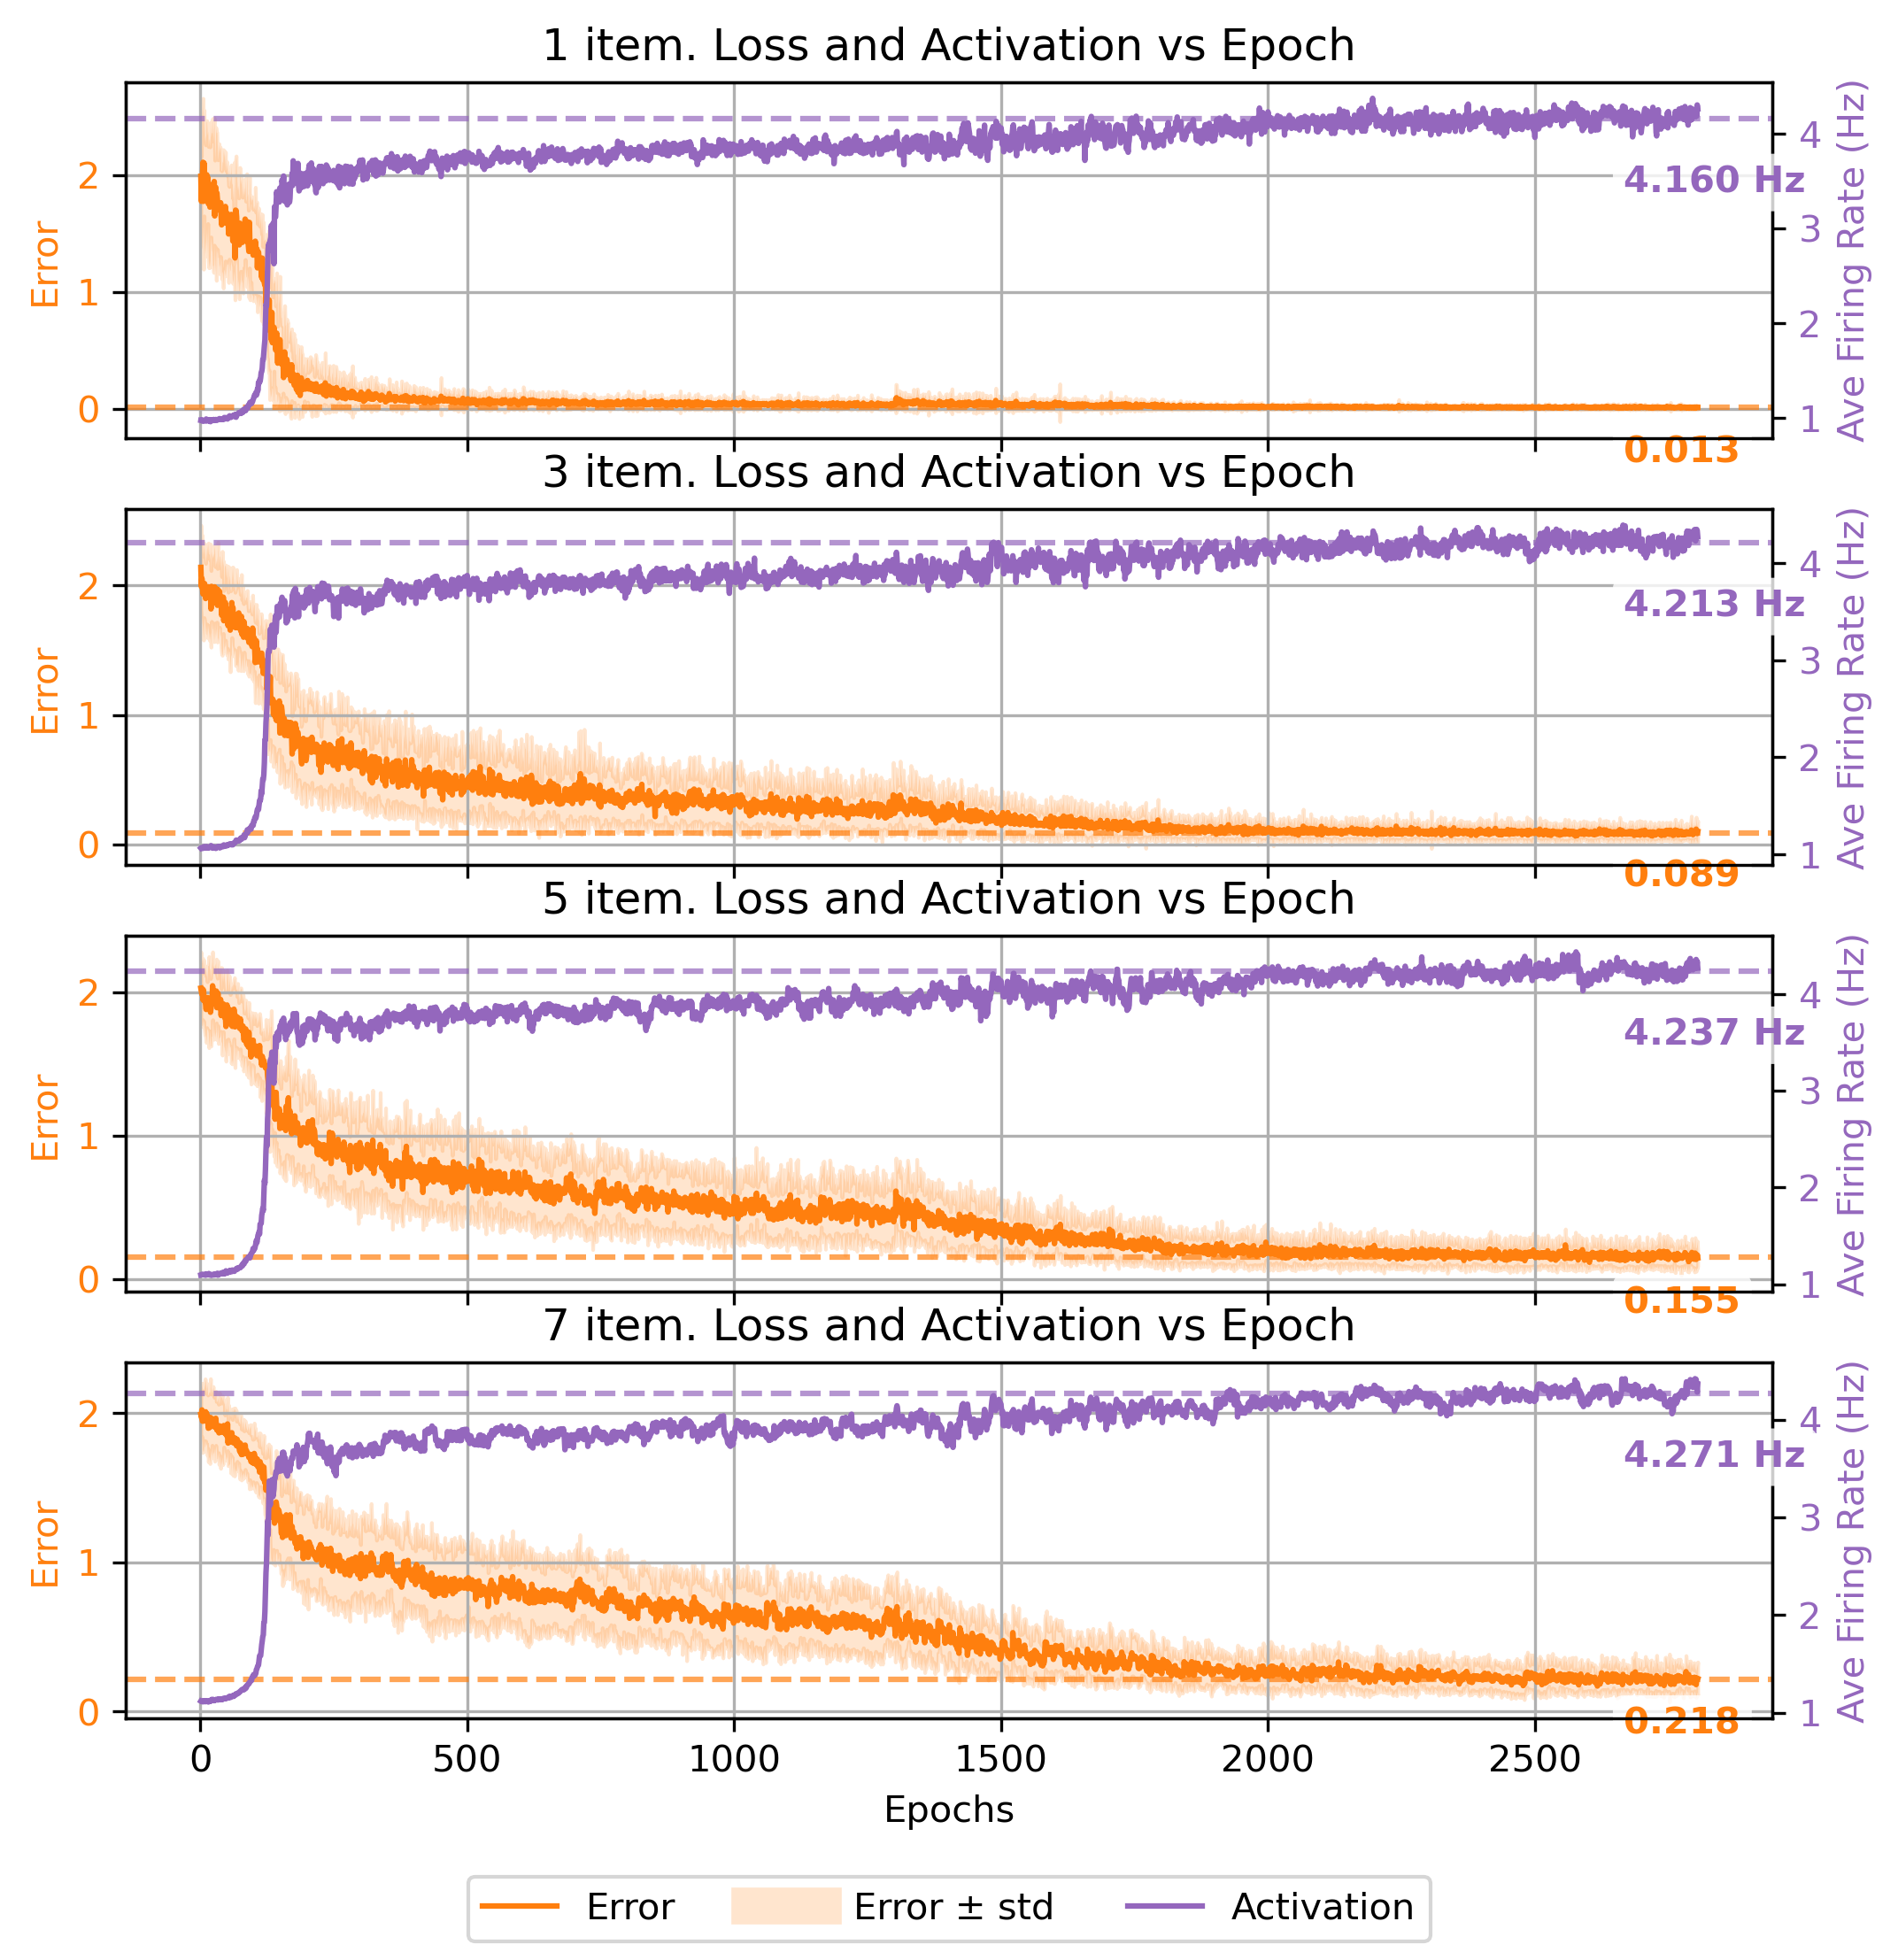 1 item. Loss and Activation vs Epoch
Error
2
1
0
4
3
2
1
Ave Firing Rate (Hz)
4.160 Hz
0.013
3 item. Loss and Activation vs Epoch
Error
2
1
0
4
3
2
1
Ave Firing Rate (Hz)
4.213 Hz
0.089
5 item. Loss and Activation vs Epoch
Error
2
1
0
4
3
2
1
Ave Firing Rate (Hz)
4.237 Hz
0.155
7 item. Loss and Activation vs Epoch
Error
2
1
0
4
3
2
1
Ave Firing Rate (Hz)
4.271 Hz
0.218
0 500 1000 1500 2000 2500
Epochs
Error Error ± std Activation